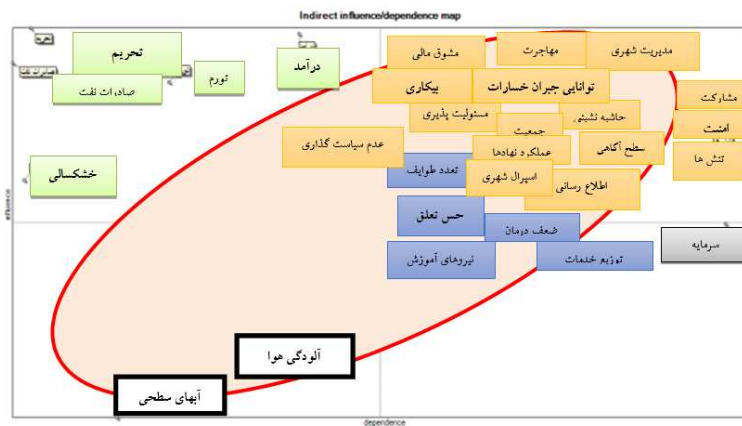 Indirect influence/dependence map
تحریم
صادرات نفت
تورم
درآمد
خشکسالی
مشوق مالی
مهاجرت
مدیریت شهری
بیکاری
توانایی جبران خسارات
مشارکت
مسئولیت پذیری
حاشیه نشینی
جمعیت
امنیت
عدم سیاست گذاری
عملکرد نهادها
سطح آگاهی
تنش ها
تعدد طوایف
اسپرال شهری
اطلاع رسانی
حس تعلق
ضعف درمان
سرمایه
نیروهای آموزش
توزیع خدمات
آلودگی هوا
آبهای سطحی
influence
dependence